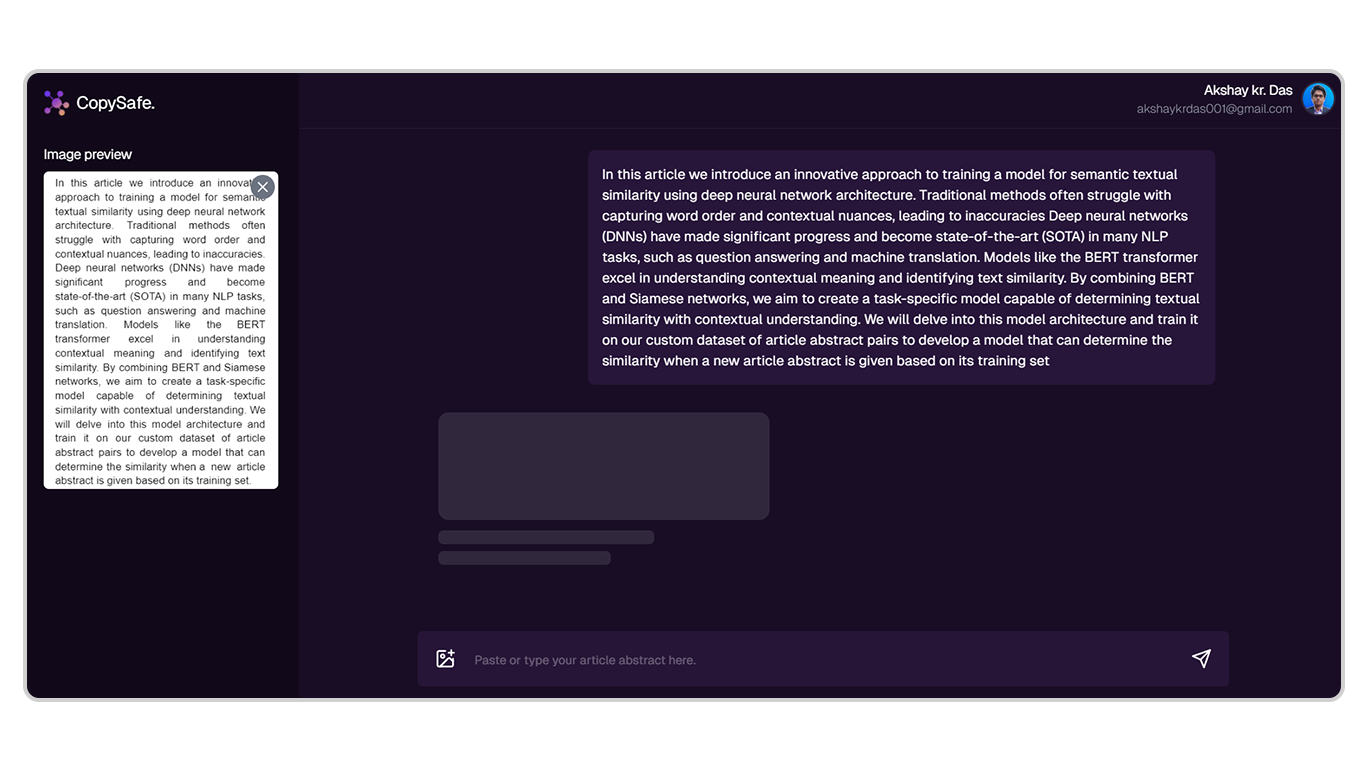 CopySafe.
Akshay kr. Das
akshaykrdas001@gmail.com
Image preview
In this article we introduce an
approach to training a model for semantic
textual similarity using deep neural network
architecture. Traditional methods often
struggle with capturing word order and
contextual nuances, leading to inaccuracies.
Deep neural networks (DNNs) have made
significant progress and become
state-of-the-art (SOTA) in many NLP tasks,
such as question answering and machine
translation. Models like the BERT
transformer excel in understanding
contextual meaning and identifying text
similarity. By combining BERT and Siamese
networks, we aim to create a task-specific
model capable of determining textual
similarity with contextual understanding. We
will delve into this model architecture and
train it on our custom dataset of article
abstract pairs to develop a model that can
determine the similarity when a new article
abstract is given based on its training set.
In this article we introduce an innovative approach to training a model for semantic textual
similarity using deep neural network architecture. Traditional methods often struggle with
capturing word order and contextual nuances, leading to inaccuracies Deep neural networks
(DNNs) have made significant progress and become state-of-the-art (SOTA) in many NLP
tasks, such as question answering and machine translation. Models like the BERT transformer
excel in understanding contextual meaning and identifying text similarity. By combining BERT
and Siamese networks, we aim to create a task-specific model capable of determining textual
similarity with contextual understanding. We will delve into this model architecture and train it
on our custom dataset of article abstract pairs to develop a model that can determine the
similarity when a new article abstract is given based on its training set
Paste or type your article abstract here.